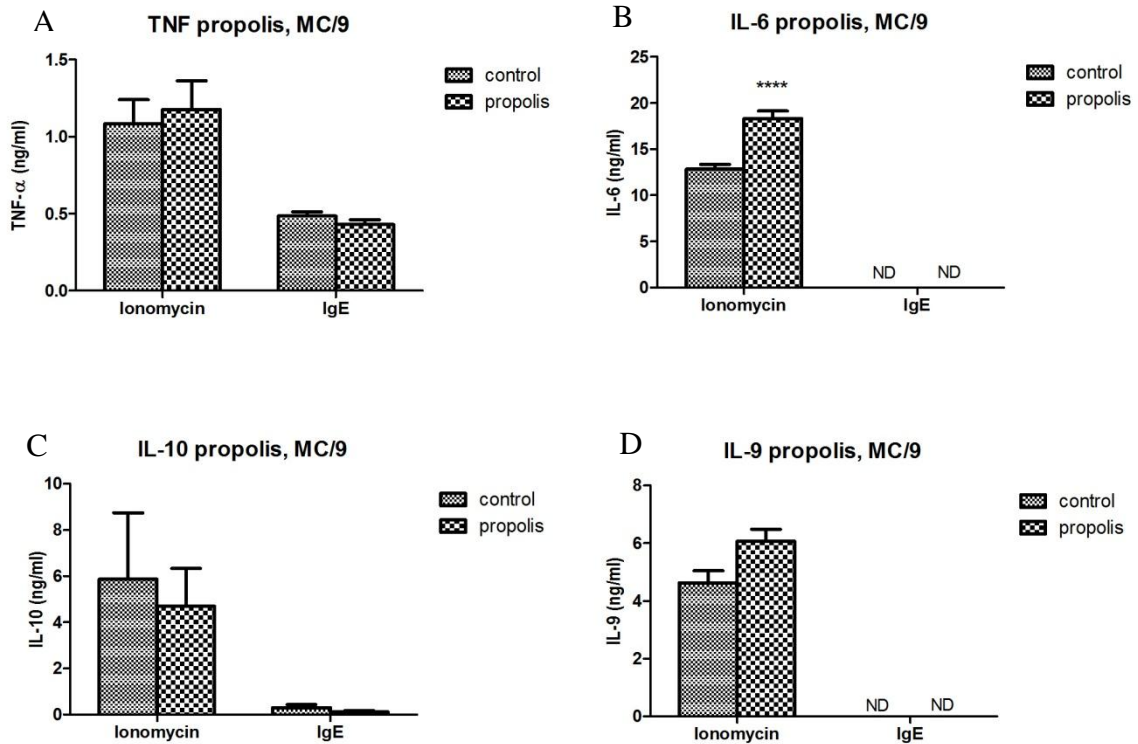 A
TNF propolis, MC/9
1.5
1.0
0.5
0.0
TNF-α (ng/ml)
Ionomycin
IgE
control
propolis
B
IL-6 propolis, MC/9
25
20
15
10
5
0
IL-6 (ng/ml)
****
ND
ND
Ionomycin
IgE
control
propolis
C
IL-10 propolis, MC/9
10
8
6
4
2
0
IL-10 (ng/ml)
Ionomycin
IgE
control
propolis
D
IL-9 propolis, MC/9
8
6
4
2
0
IL-9 (ng/ml)
ND
ND
Ionomycin
IgE
control
propolis